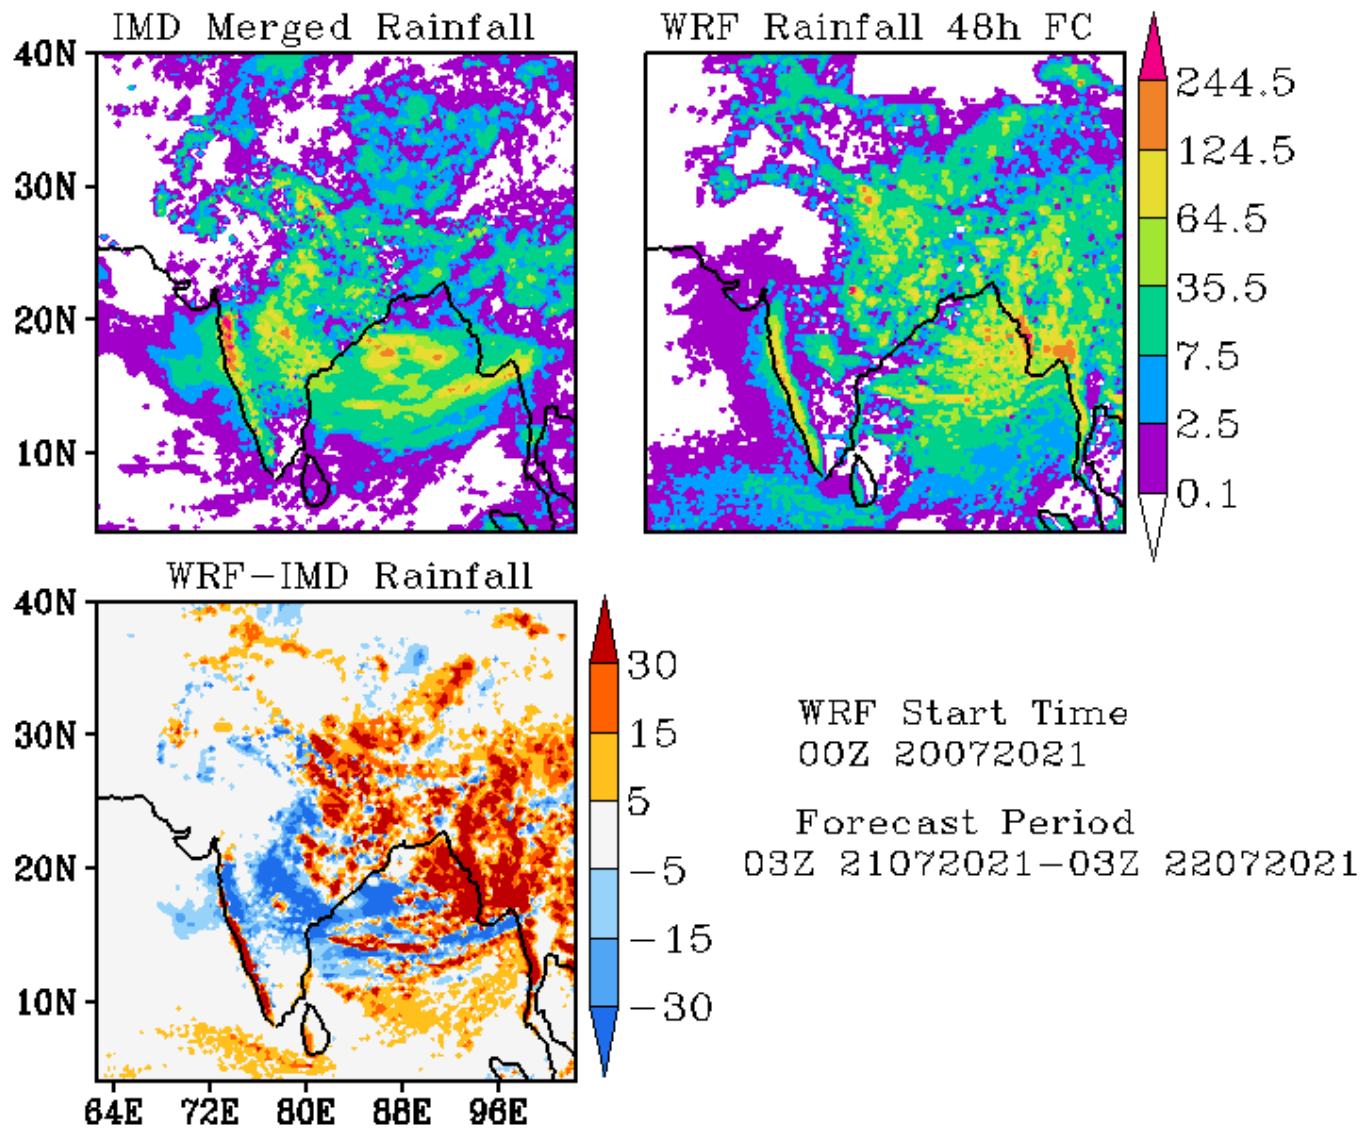 IMD Merged Rainfall
WRF Rainfall 48h FC
40N
30N
20N
10N
244.5
124.5
64.5
35.5
7.5
2.5
0.1
WRF-IMD Rainfall
40N
30N
20N
10N
64E 72E 80E 88E 96E
30
15
5
-5
-15
-30
WRF Start Time
00Z 20072021
Forecast Period
03Z 21072021-03Z 22072021